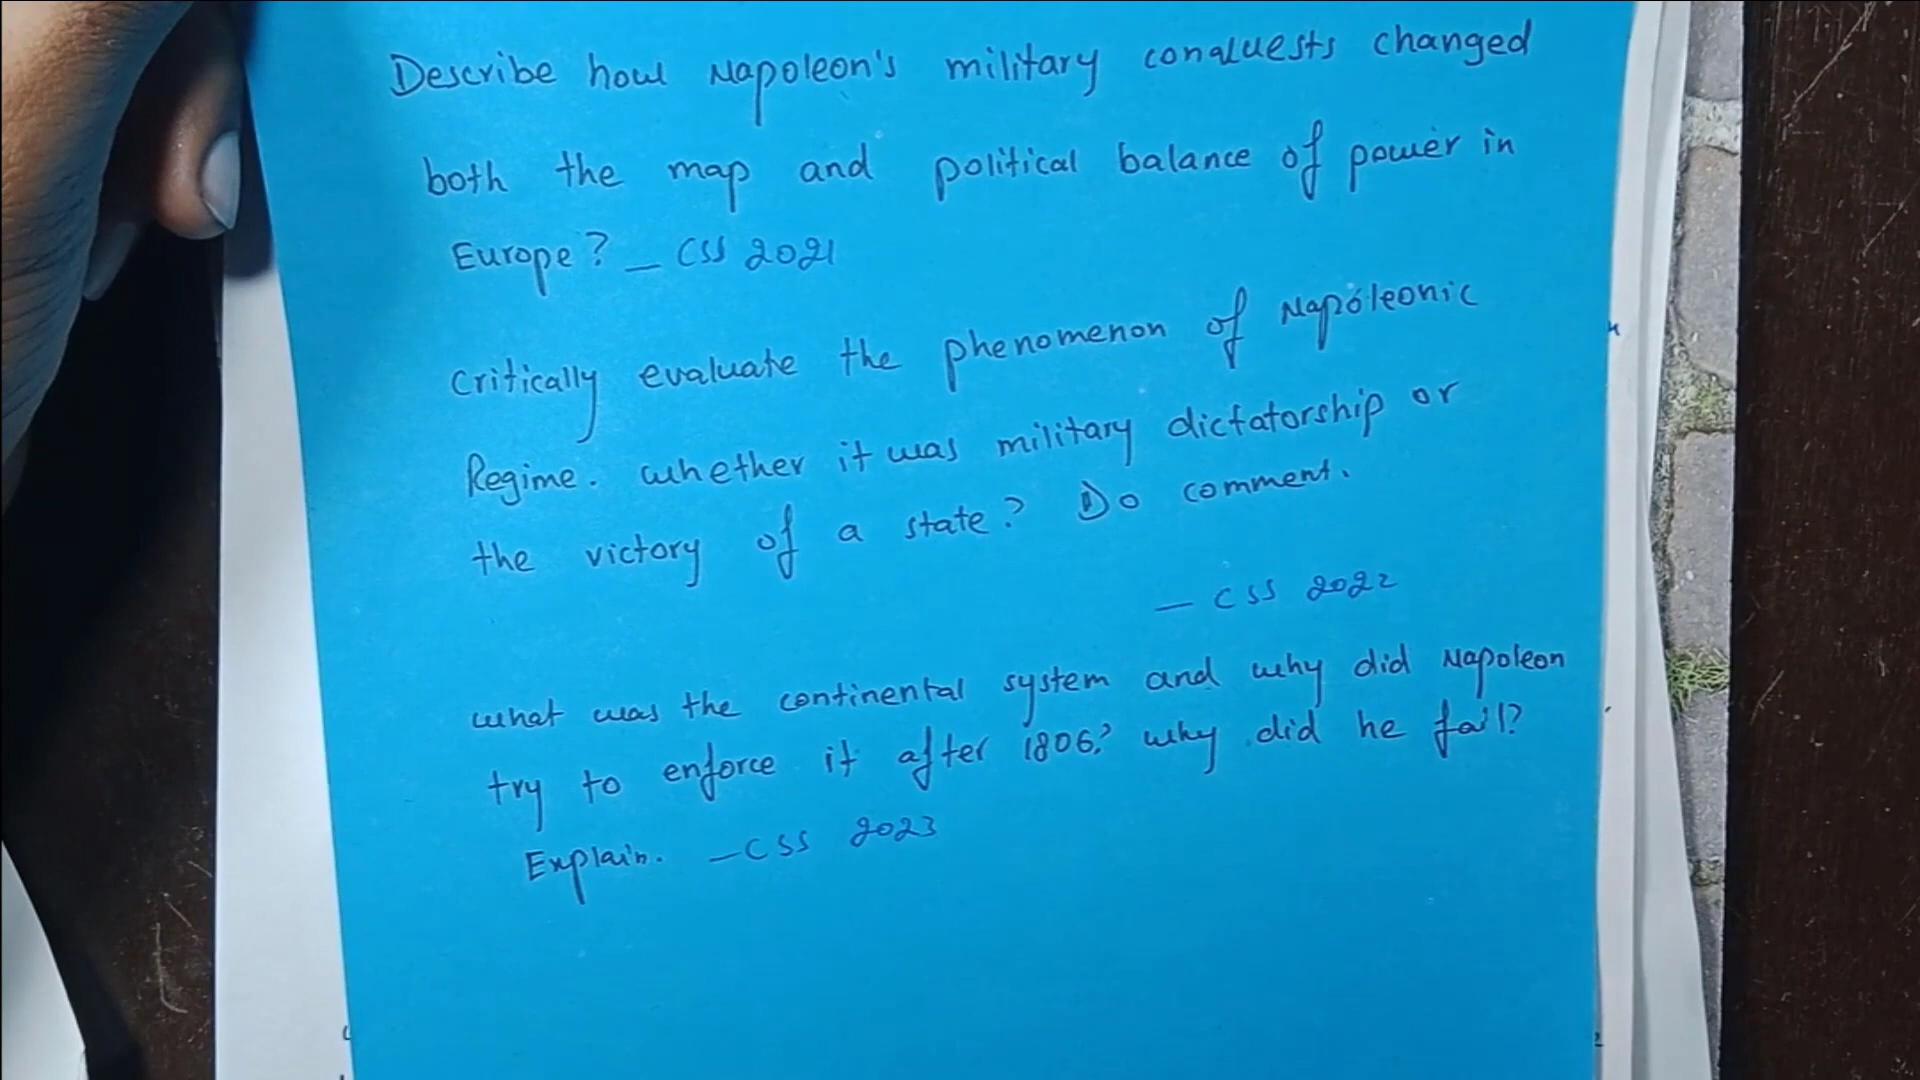 Describe how Napoleon's military conquests changed
both the map and political balance of power in
Europe? _ CSS 2021
critically evaluate the phenomenon of Napoleonic
Regime. whether it was military dictatorship or
the victory of a state? Do comment.
_ CSS 2022
what was the continental system and why did Napoleon
try to enforce it after 1806? why did he fail?
Explain. _ CSS 2023